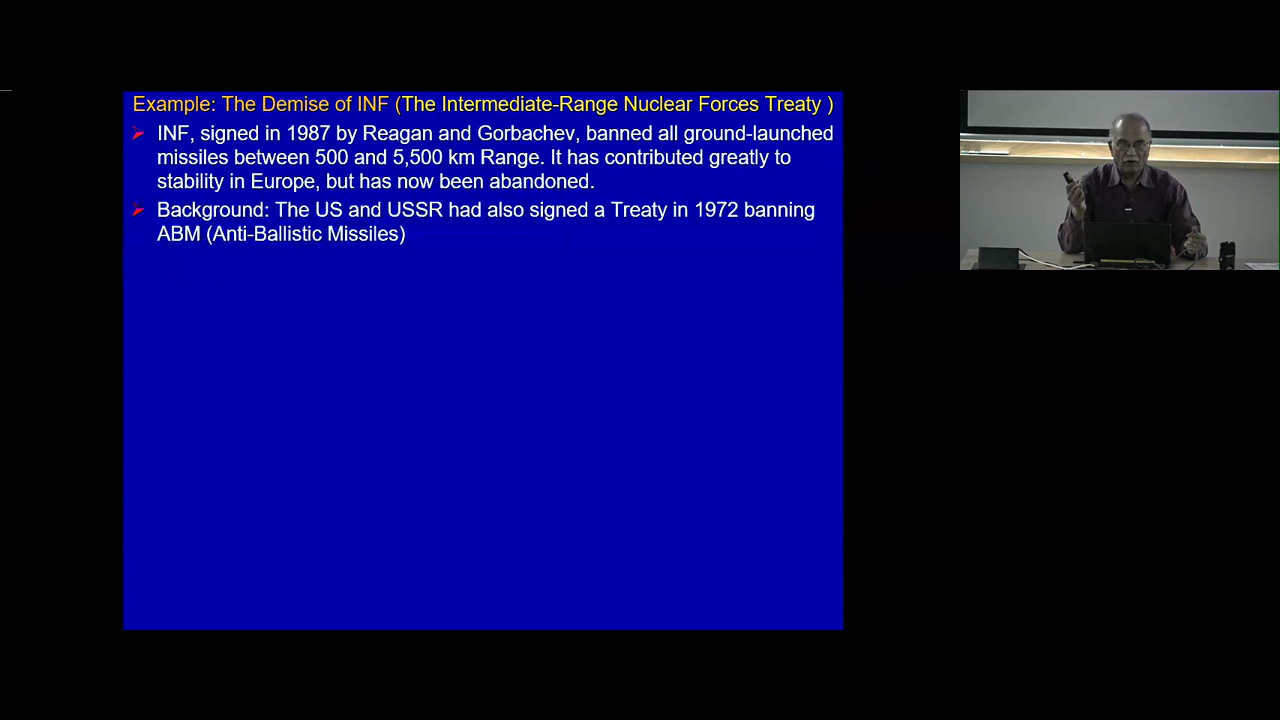 Example: The Demise of INF (The Intermediate-Range Nuclear Forces Treaty )
INF, signed in 1987 by Reagan and Gorbachev, banned all ground-launched
missiles between 500 and 5,500 km Range. It has contributed greatly to
stability in Europe, but has now been abandoned.
Background: The US and USSR had also signed a Treaty in 1972 banning
ABM (Anti-Ballistic Missiles)